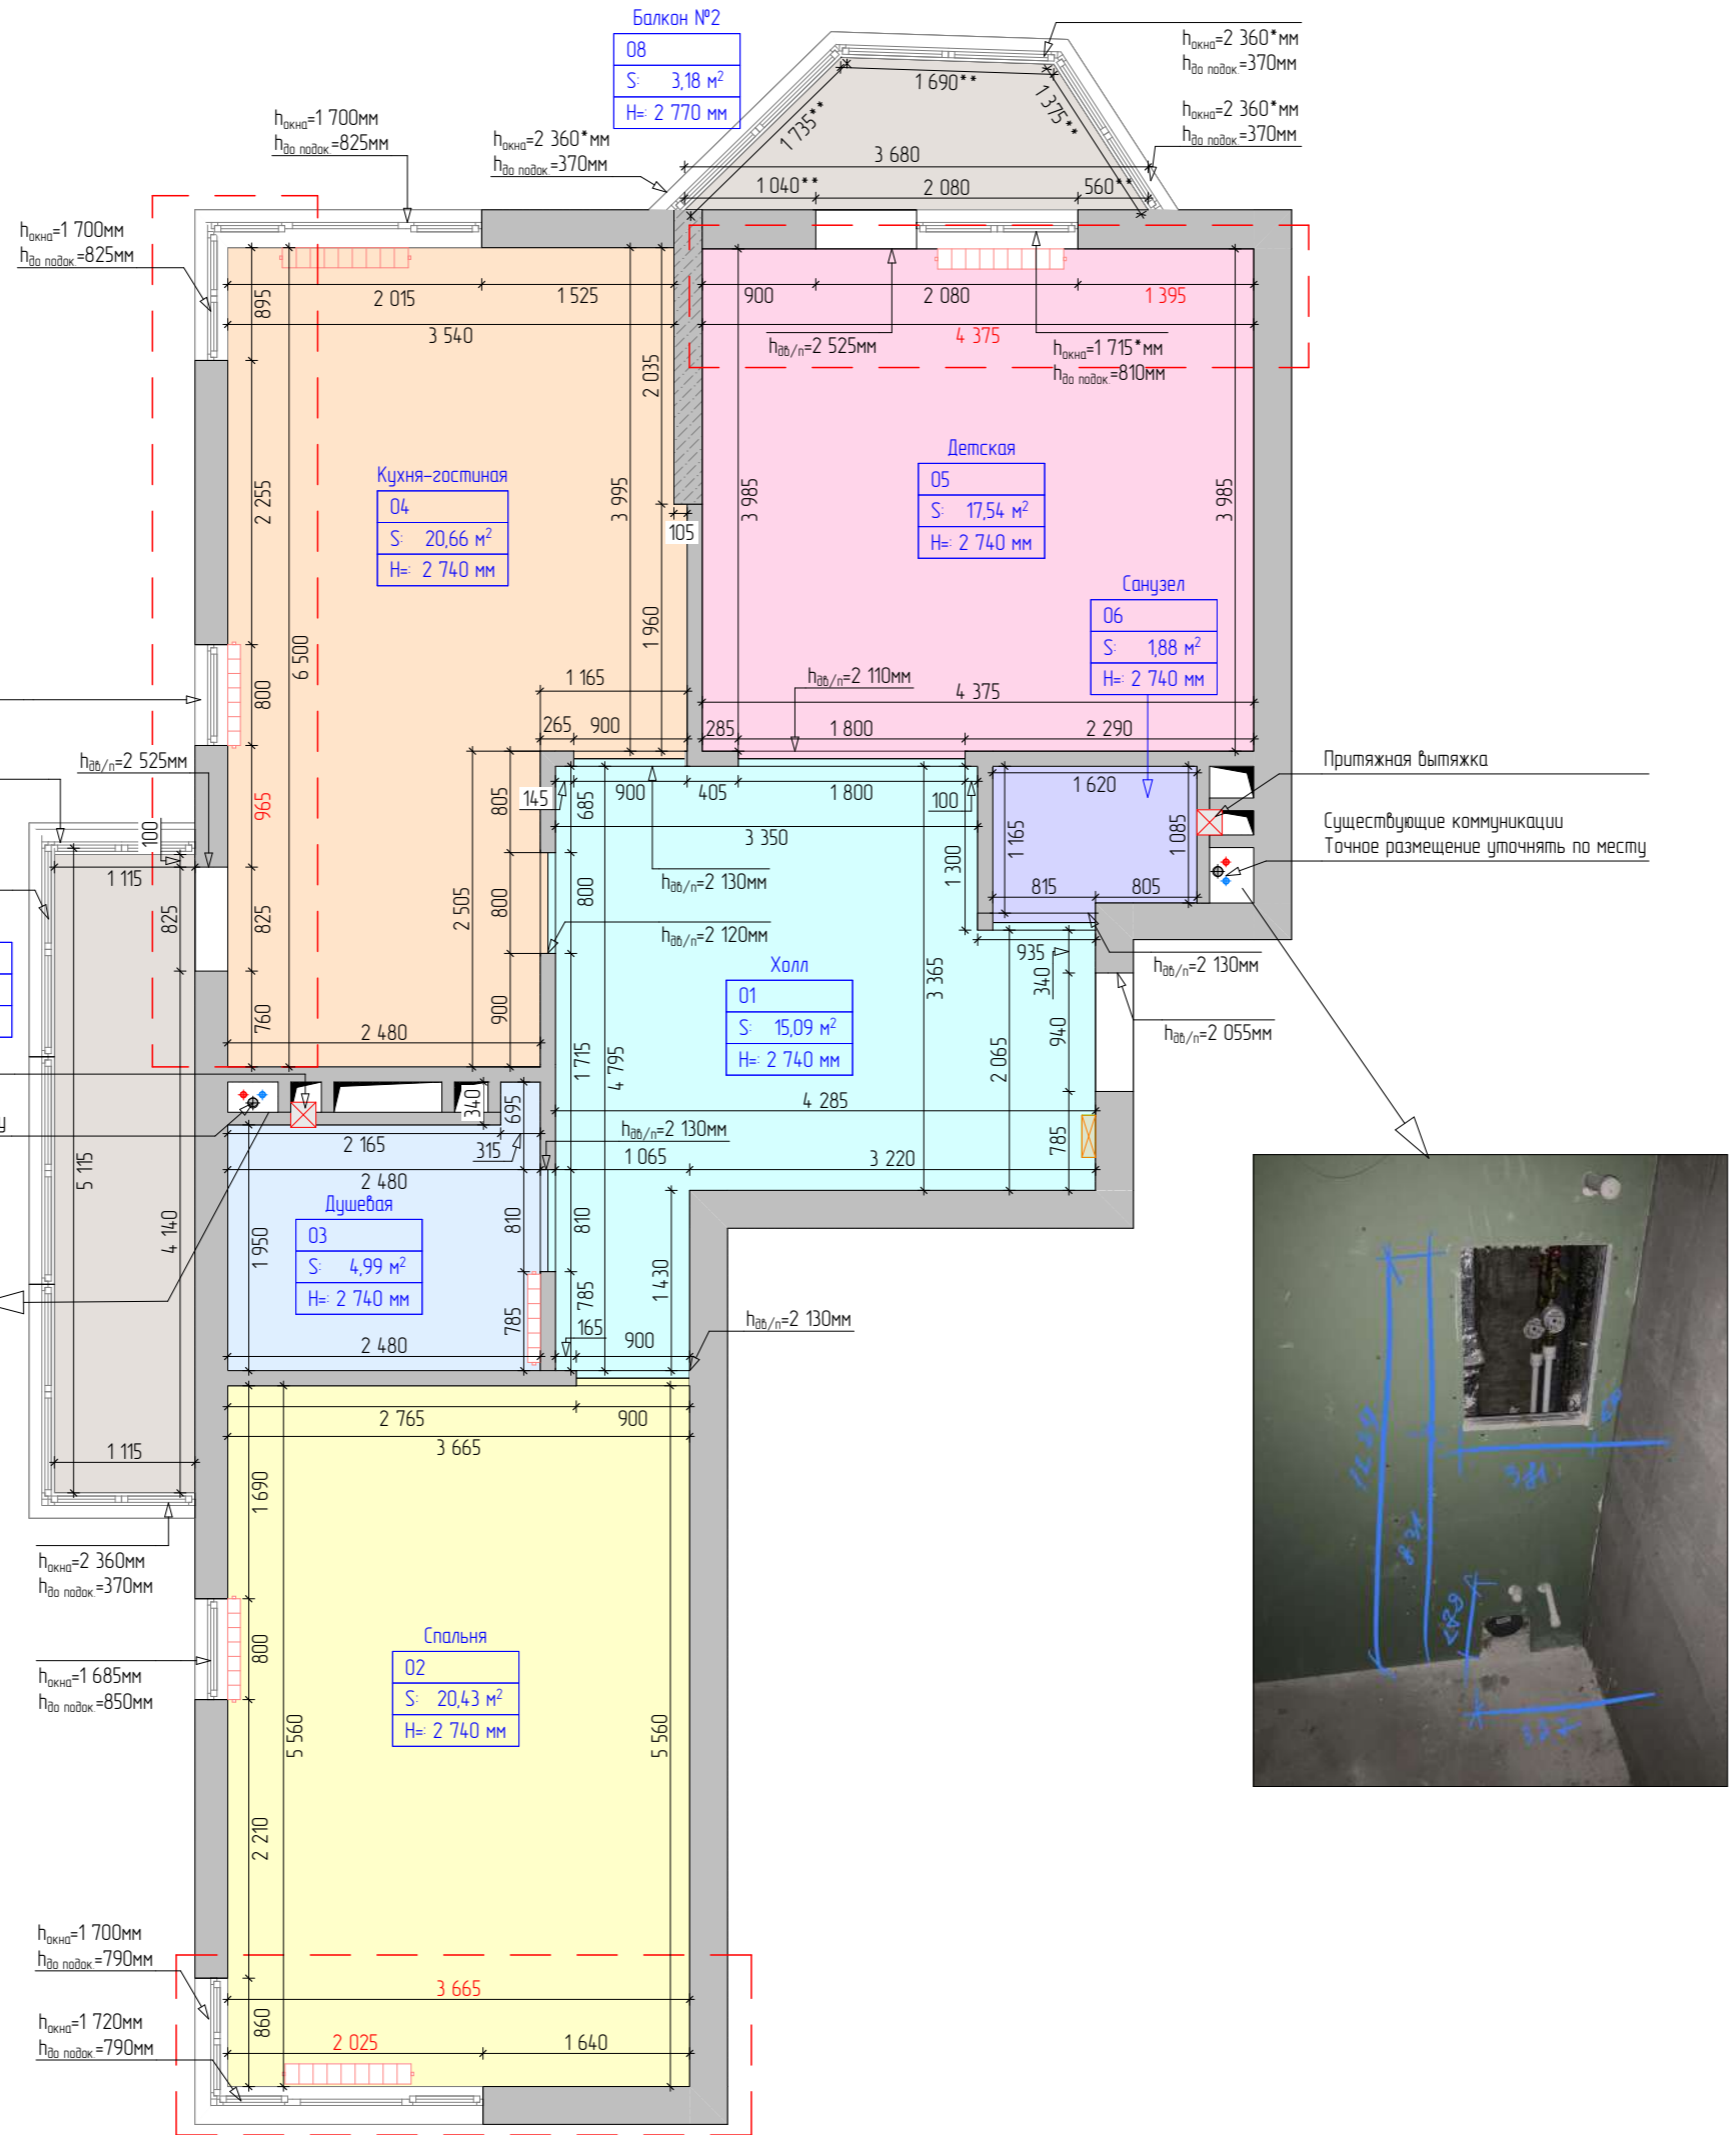 Балкон №2
08
S: 3,18 м²
H=: 2 770 мм
hокна=2 360*мм
hдо подок.=370мм
hокна=2 360*мм
hдо подок.=370мм
hокна=2 360*мм
hдо подок.=370мм
hокна=1 700мм
hдо подок.=825мм
hокна=1 700мм
hдо подок.=825мм
1 690**
1 735**
1 375**
3 680
1 040**
2 080
560**
895
2 015
1 525
3 540
2 035
900
2 080
1 395
4 375
hдв/п=2 525мм
hокна=1 715*мм
hдо подок.=810мм
Кухня-гостиная
04
S: 20,66 м²
H=: 2 740 мм
2 255
3 995
105
3 985
3 985
Детская
05
S: 17,54 м²
H=: 2 740 мм
Санузел
06
S: 1,88 м²
H=: 2 740 мм
6 500
1 960
800
1 165
265
900
hдв/п=2 110мм
4 375
285
1 800
2 290
hдв/п=2 525мм
965
100
805
145
685
900
405
1 800
100
1 620
3 350
1 165
1 085
1 300
Притяжная вытяжка
Существующие коммуникации
Точное размещение уточнять по месту
1 115
825
825
2 505
800
800
hдв/п=2 130мм
hдв/п=2 120мм
815
805
935
340
hдв/п=2 130мм
hдв/п=2 055мм
Холл
01
S: 15,09 м²
H=: 2 740 мм
3 365
760
2 480
900
1 715
4 795
2 065
940
4 285
785
340
695
2 165
315
hдв/п=2 130мм
1 065
3 220
2 480
5 115
4 140
1 950
Душевая
03
S: 4,99 м²
H=: 2 740 мм
810
810
1 430
785
785
165
900
hдв/п=2 130мм
2 480
2 765
900
3 665
1 115
1 690
hокна=2 360мм
hдо подок.=370мм
hокна=1 685мм
hдо подок.=850мм
800
Спальня
02
S: 20,43 м²
H=: 2 740 мм
5 560
5 560
2 210
hокна=1 700мм
hдо подок.=790мм
hокна=1 720мм
hдо подок.=790мм
3 665
860
2 025
1 640
381
837
327